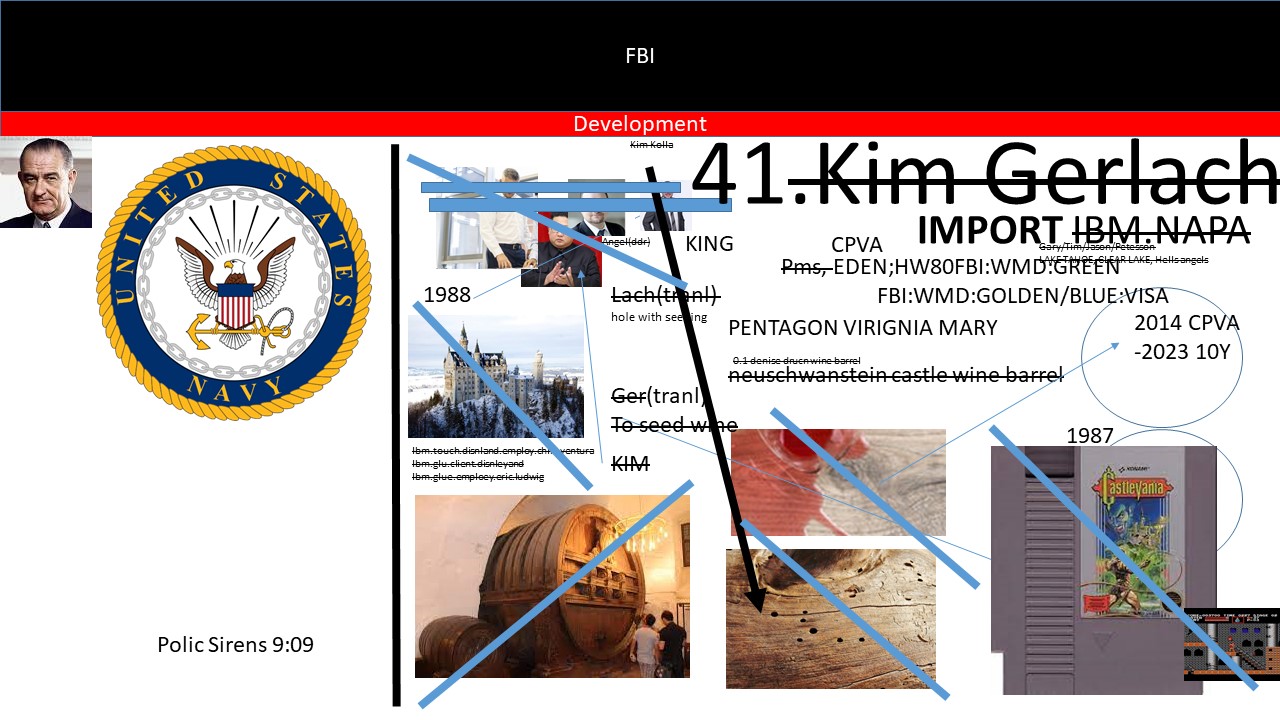 FBI
Development
Kim Kolla
41.Kim Gerlach
IMPORT IBM.NAPA
Gary/Tim/Jason/Petesson
LAKE TAHOE, CLEAR LAKE, Hells angels
Angel(ddr)
KING
CPVA
Pms, EDEN;HW80FBI:WMD:GREEN
FBI:WMD:GOLDEN/BLUE:VISA
1988
Lach(tranl)
hole with seeding
PENTAGON VIRIGNIA MARY
2014 CPVA
-2023 10Y
0.1 denise drucn wine barrel
neuschwanstein castle wine barrel
Ger(tranl)
To seed wine
KIM
1987
Ibm.touch.disnland.employ.chr ventura
Ibm.glu.client.disnleyand
Ibm.glue.emploey.eric.ludwig
UNITED STATES
NAVY
KONAMI
Castlevania
Polic Sirens 9:09